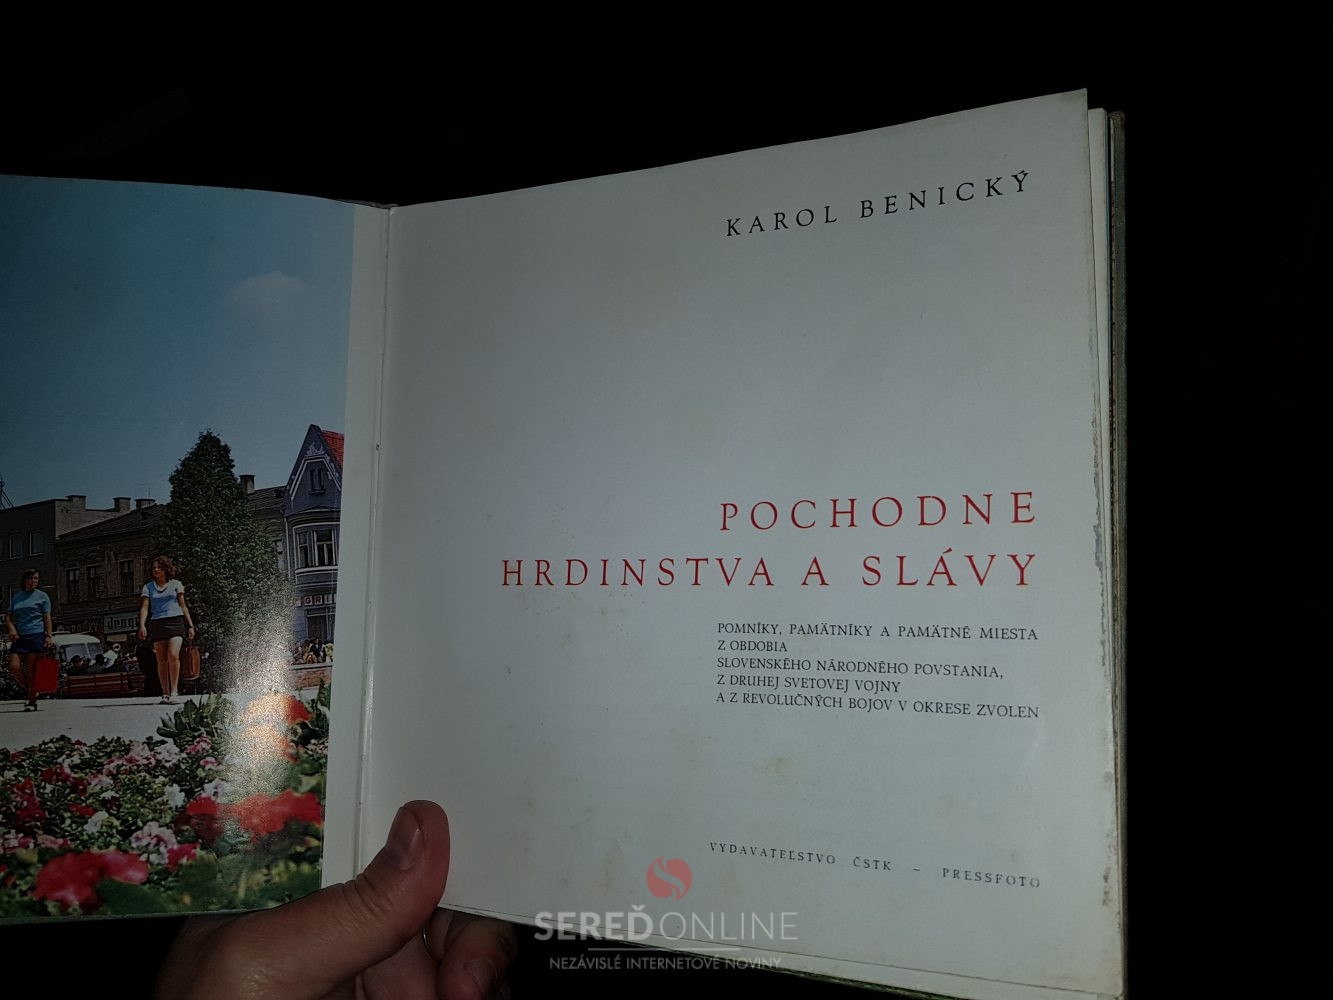 KAROL BENICKÝ
POCHODNE
HRDINSTVA A SLÁVY
POMNÍKY, PAMÄTNÍKY A PAMÄTNÉ MIESTA
Z OBDOBIA
SLOVENSKÉHO NÁRODNÉHO POVSTANIA,
Z DRUHEJ SVETOVEJ VOJNY
A Z REVOLUČNÝCH BOJOV V OKRESE ZVOLEN
VYDAVATEĽSTVO ČSTK – PRESSFOTO
SEREĎONLINE
NEZÁVISLÉ INTERNETOVÉ NOVINY